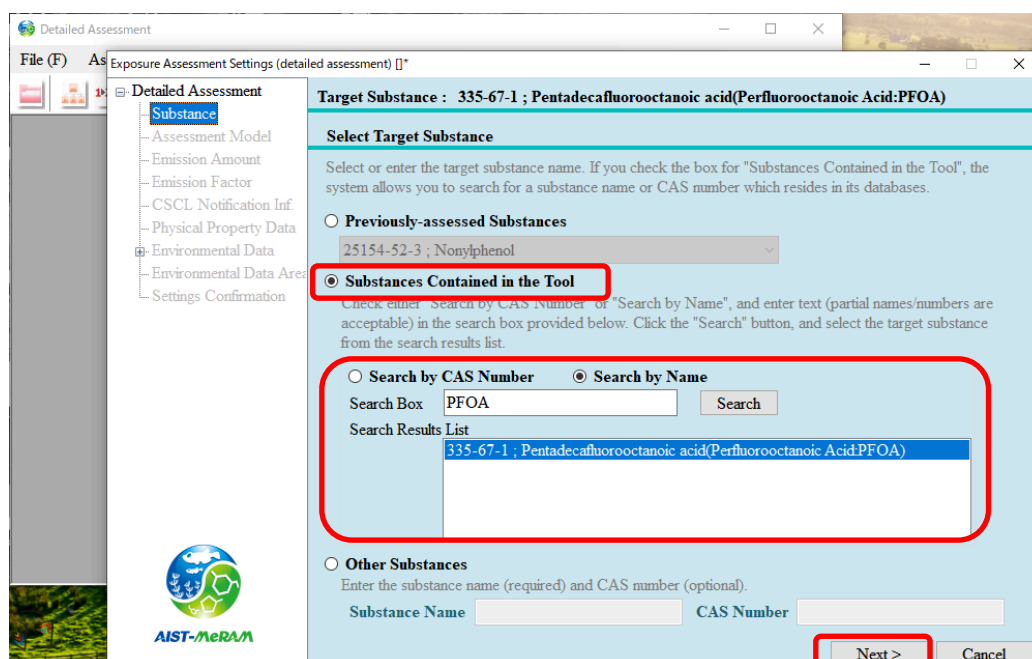 Detailed Assessment
File (F) As
Exposure Assessment Settings (detailed assessment) []*
Detailed Assessment
Substance
Assessment Model
Emission Amount
Emission Factor
CSCL Notification Inf.
Physical Property Data
Environmental Data
Environmental Data Area
Settings Confirmation
AIST-MeRAM
Target Substance : 335-67-1 ; Pentadecafluorooctanoic acid(Perfluorooctanoic Acid:PFOA)
Select Target Substance
Select or enter the target substance name. If you check the box for "Substances Contained in the Tool", the
system allows you to search for a substance name or CAS number which resides in its databases.
Previously-assessed Substances
25154-52-3 ; Nonylphenol
Substances Contained in the Tool
Check either "Search by CAS Number" or "Search by Name", and enter text (partial names/numbers are
acceptable) in the search box provided below. Click the "Search" button, and select the target substance
from the search results list.
Search by CAS Number Search by Name
Search Box PFOA Search
Search Results List
335-67-1 ; Pentadecafluorooctanoic acid(Perfluorooctanoic Acid:PFOA)
Other Substances
Enter the substance name (required) and CAS number (optional).
Substance Name CAS Number
Next > Cancel